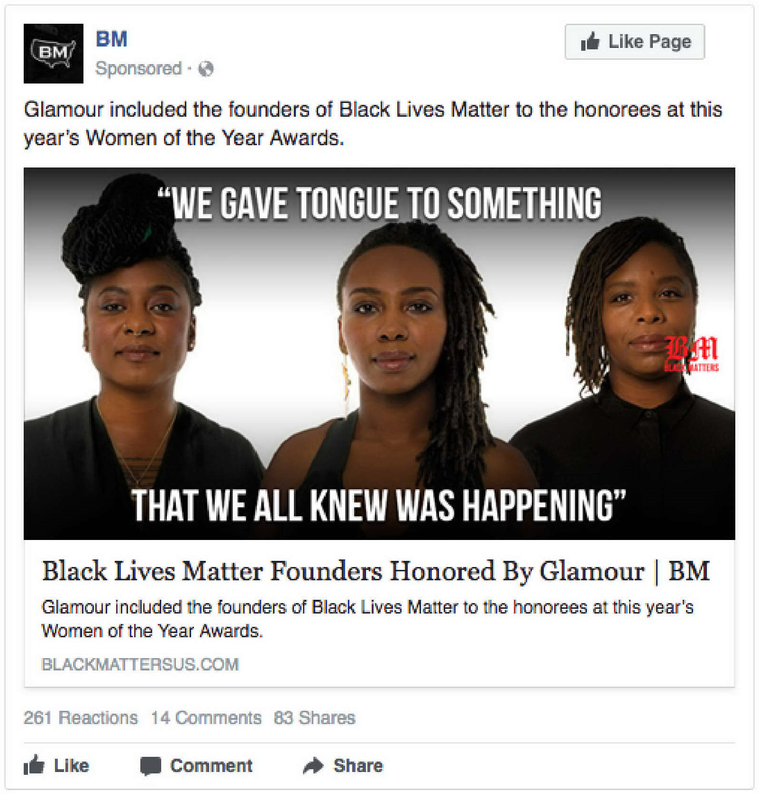 BM
BM
Like Page
Sponsored ·
Glamour included the founders of Black Lives Matter to the honorees at this
year's Women of the Year Awards.
"WE GAVE TONGUE TO SOMETHING
BM
BLACK MATTERS
THAT WE ALL KNEW WAS HAPPENING"
Black Lives Matter Founders Honored By Glamour | BM
Glamour included the founders of Black Lives Matter to the honorees at this year's
Women of the Year Awards.
BLACKMATTERSUS.COM
261 Reactions 14 Comments 83 Shares
Like Comment Share